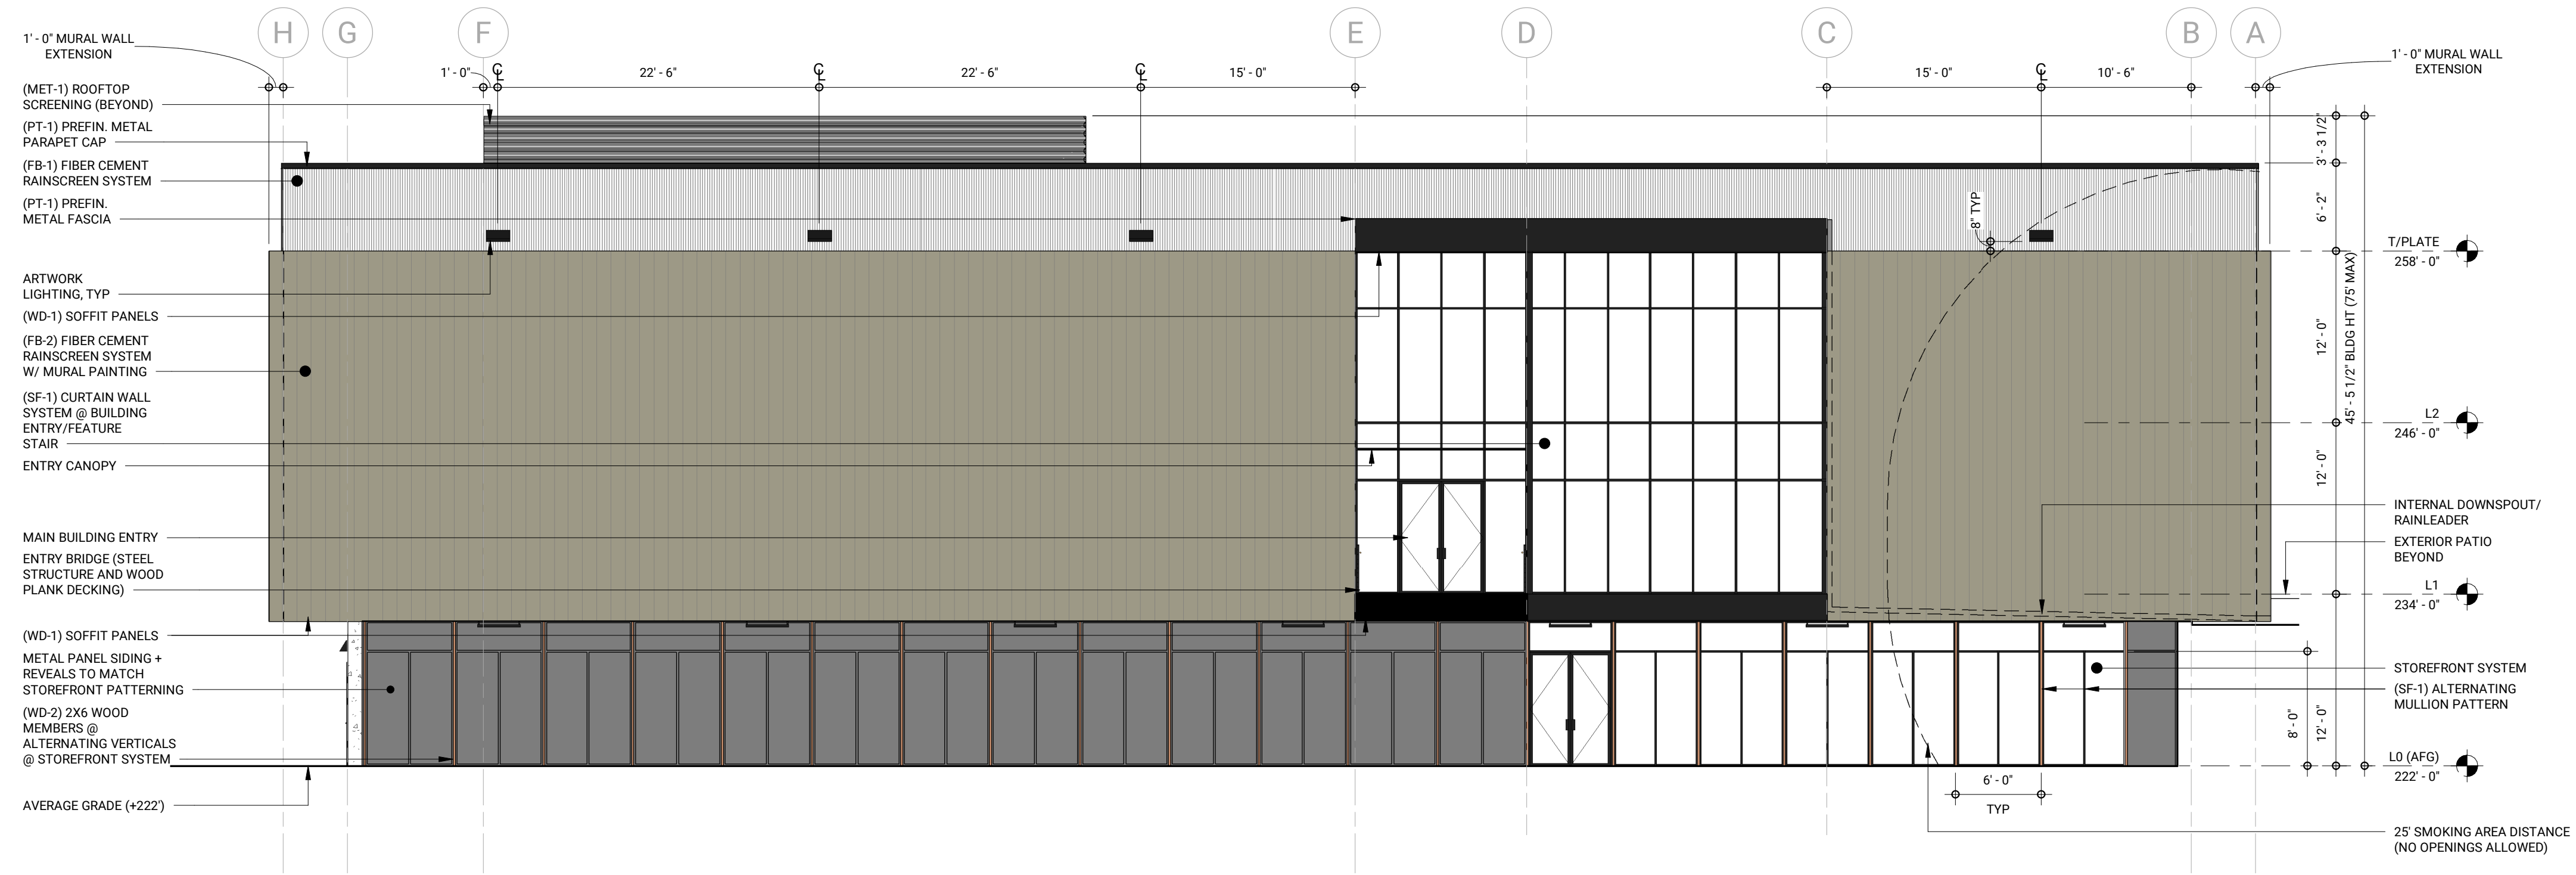 H
G
F
E
D
C
B
A
1' - 0" MURAL WALL
EXTENSION
1' - 0"
22' - 6"
22' - 6"
15' - 0"
15' - 0"
10' - 6"
1' - 0" MURAL WALL
EXTENSION
(MET-1) ROOFTOP
SCREENING (BEYOND)
(PT-1) PREFIN. METAL
PARAPET CAP
(FB-1) FIBER CEMENT
RAINSCREEN SYSTEM
(PT-1) PREFIN.
METAL FASCIA
ARTWORK
LIGHTING, TYP
(WD-1) SOFFIT PANELS
(FB-2) FIBER CEMENT
RAINSCREEN SYSTEM
W/ MURAL PAINTING
(SF-1) CURTAIN WALL
SYSTEM @ BUILDING
ENTRY/FEATURE
STAIR
ENTRY CANOPY
MAIN BUILDING ENTRY
ENTRY BRIDGE (STEEL
STRUCTURE AND WOOD
PLANK DECKING)
(WD-1) SOFFIT PANELS
METAL PANEL SIDING +
REVEALS TO MATCH
STOREFRONT PATTERNING
(WD-2) 2X6 WOOD
MEMBERS @
ALTERNATING VERTICALS
@ STOREFRONT SYSTEM
AVERAGE GRADE (+222')
8" TYP
3' - 3 1/2"
6' - 2"
12' - 0"
45' - 5 1/2" BLDG HT (75' MAX)
12' - 0"
8' - 0"
12' - 0"
T/PLATE
258' - 0"
L2
246' - 0"
INTERNAL DOWNSPOUT/
RAINLEADER
EXTERIOR PATIO
BEYOND
L1
234' - 0"
STOREFRONT SYSTEM
(SF-1) ALTERNATING
MULLION PATTERN
L0 (AFG)
222' - 0"
6' - 0"
TYP
25' SMOKING AREA DISTANCE
(NO OPENINGS ALLOWED)